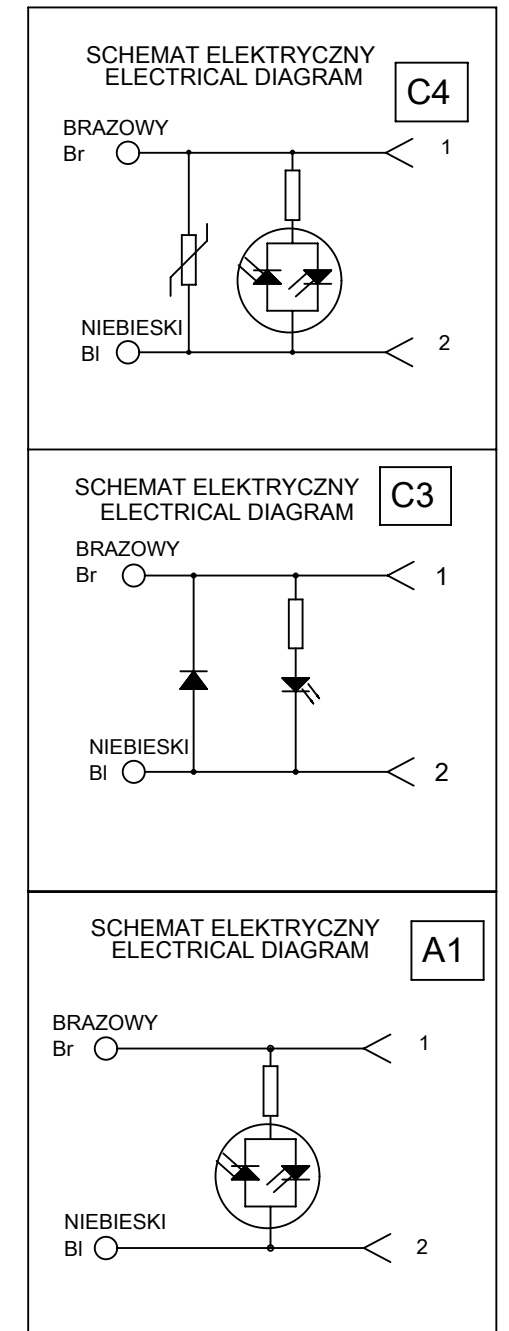 SCHEMAT ELEKTRYCZNY
ELECTRICAL DIAGRAM
C4
BRAZOWY
Br
1
NIEBIESKI
Bl
2
SCHEMAT ELEKTRYCZNY
ELECTRICAL DIAGRAM
C3
BRAZOWY
Br
1
NIEBIESKI
Bl
2
SCHEMAT ELEKTRYCZNY
ELECTRICAL DIAGRAM
A1
BRAZOWY
Br
1
NIEBIESKI
Bl
2